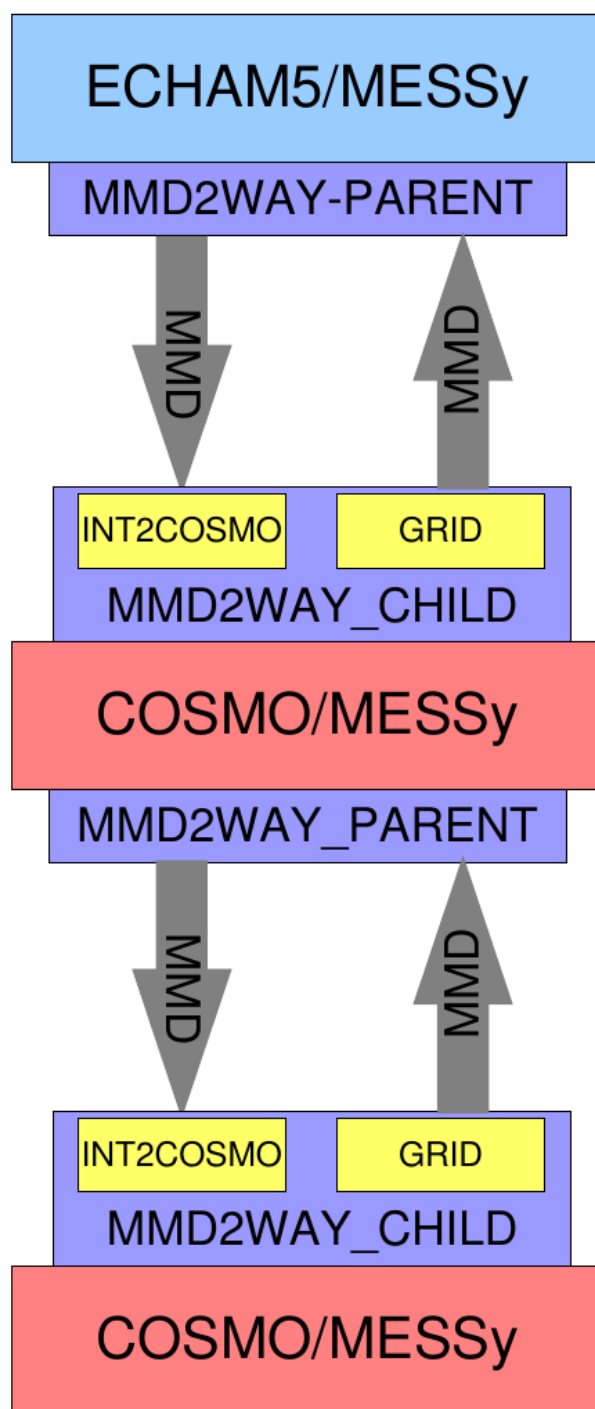 ECHAM5/MESSy
MMD2WAY-PARENT
MMD
MMD
INT2COSMO
GRID
MMD2WAY_CHILD
COSMO/MESSy
MMD2WAY_PARENT
MMD
MMD
INT2COSMO
GRID
MMD2WAY_CHILD
COSMO/MESSy